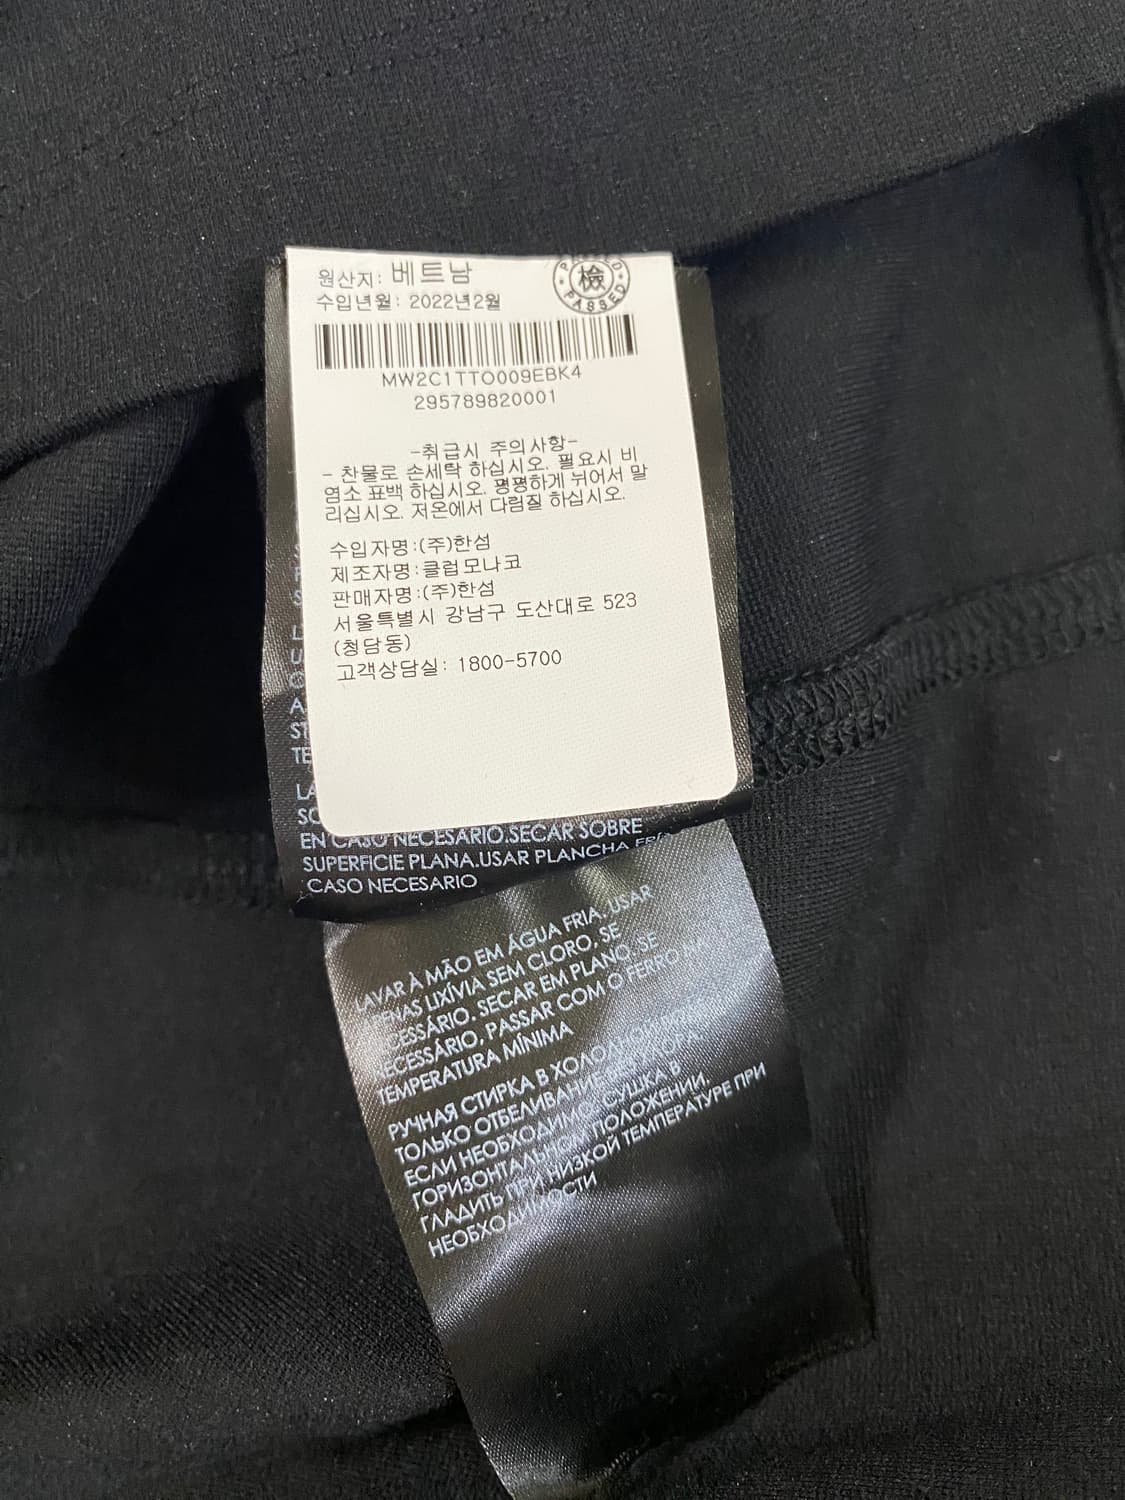 원산지: 베트남
수입년월: 2022년2월
PASSED 檢 PASSED
MW2C1TTO009EBK4
295789820001
-취급시 주의사항-
- 찬물로 손세탁 하십시오. 필요시 비
염소 표백 하십시오. 평평하게 뉘어서 말
리십시오. 저온에서 다림질 하십시오.
수입자명:(주)한섬
제조자명:클럽모나코
판매자명:(주)한섬
서울특별시 강남구 도산대로 523
(청담동)
고객상담실: 1800-5700
EN CASO NECESARIO.SECAR SOBRE
SUPERFICIE PLANA.USAR PLANCHA
CASO NECESARIO
LAVAR À MÃO EM ÁGUA FRIA. USAR
LIXÍVIA SEM CLORO, SE
SECAR EM PLANO, SE
PASSAR COM O FERRO
TEMPERATURA MÍNIMA
РУЧНАЯ СТИРКА В
ТОЛЬКО ОТБЕЛИВАНИЕ
ЕСЛИ НЕОБХОДИМО, СУШКА В
ГОРИЗОНТАЛЬНОМ ПОЛОЖЕНИИ,
ГЛАДИТЬ ПРИ НИЗКОЙ ТЕМПЕРАТУРЕ ПРИ
НЕОБХОДИМОСТИ